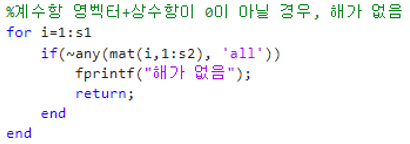 %계수항 영벡터+상수항이 0이 아닐 경우, 해가 없음
for i=1:s1
if(~any(mat(i,1:s2), 'all'))
fprintf("해가 없음");
return;
end
end